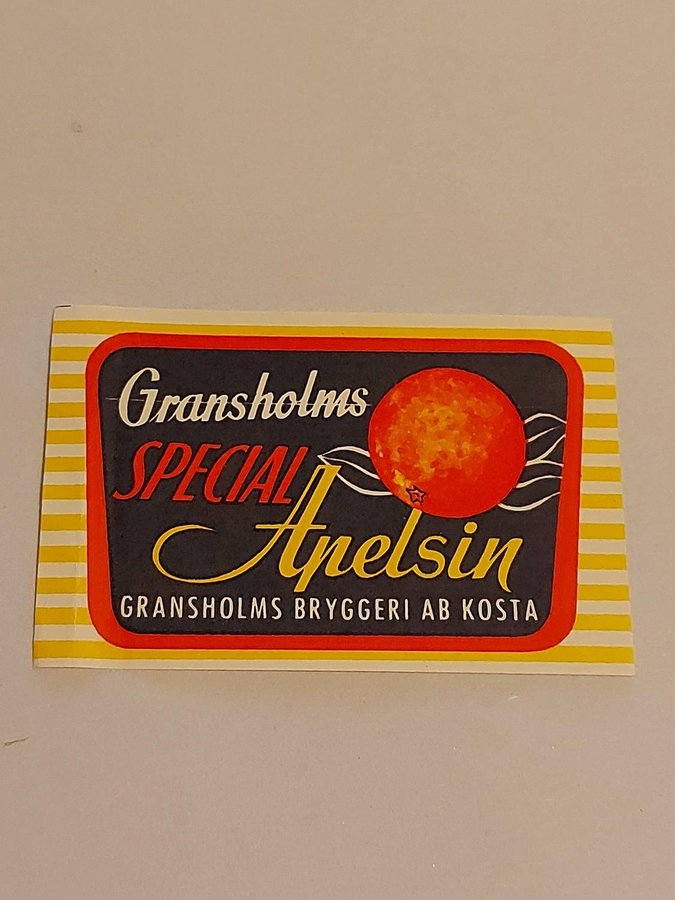 Gransholms
SPECIAL
Apelsin
GRANSHOLMS BRYGGERI AB KOSTA